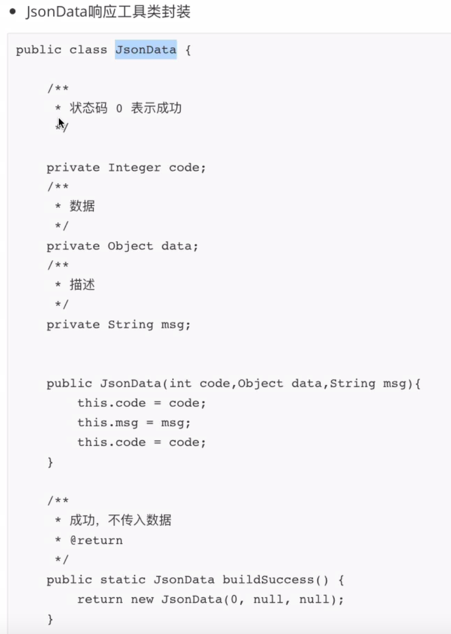 JsonData响应工具类封装
public class JsonData {
/**
* 状态码 0 表示成功
*/
private Integer code;
/**
* 数据
*/
private Object data;
/**
* 描述
*/
private String msg;
public JsonData(int code,Object data,String msg){
this.code = code;
this.msg = msg;
this.code = code;
}
/**
* 成功，不传入数据
* @return
*/
public static JsonData buildSuccess() {
return new JsonData(0, null, null);
}